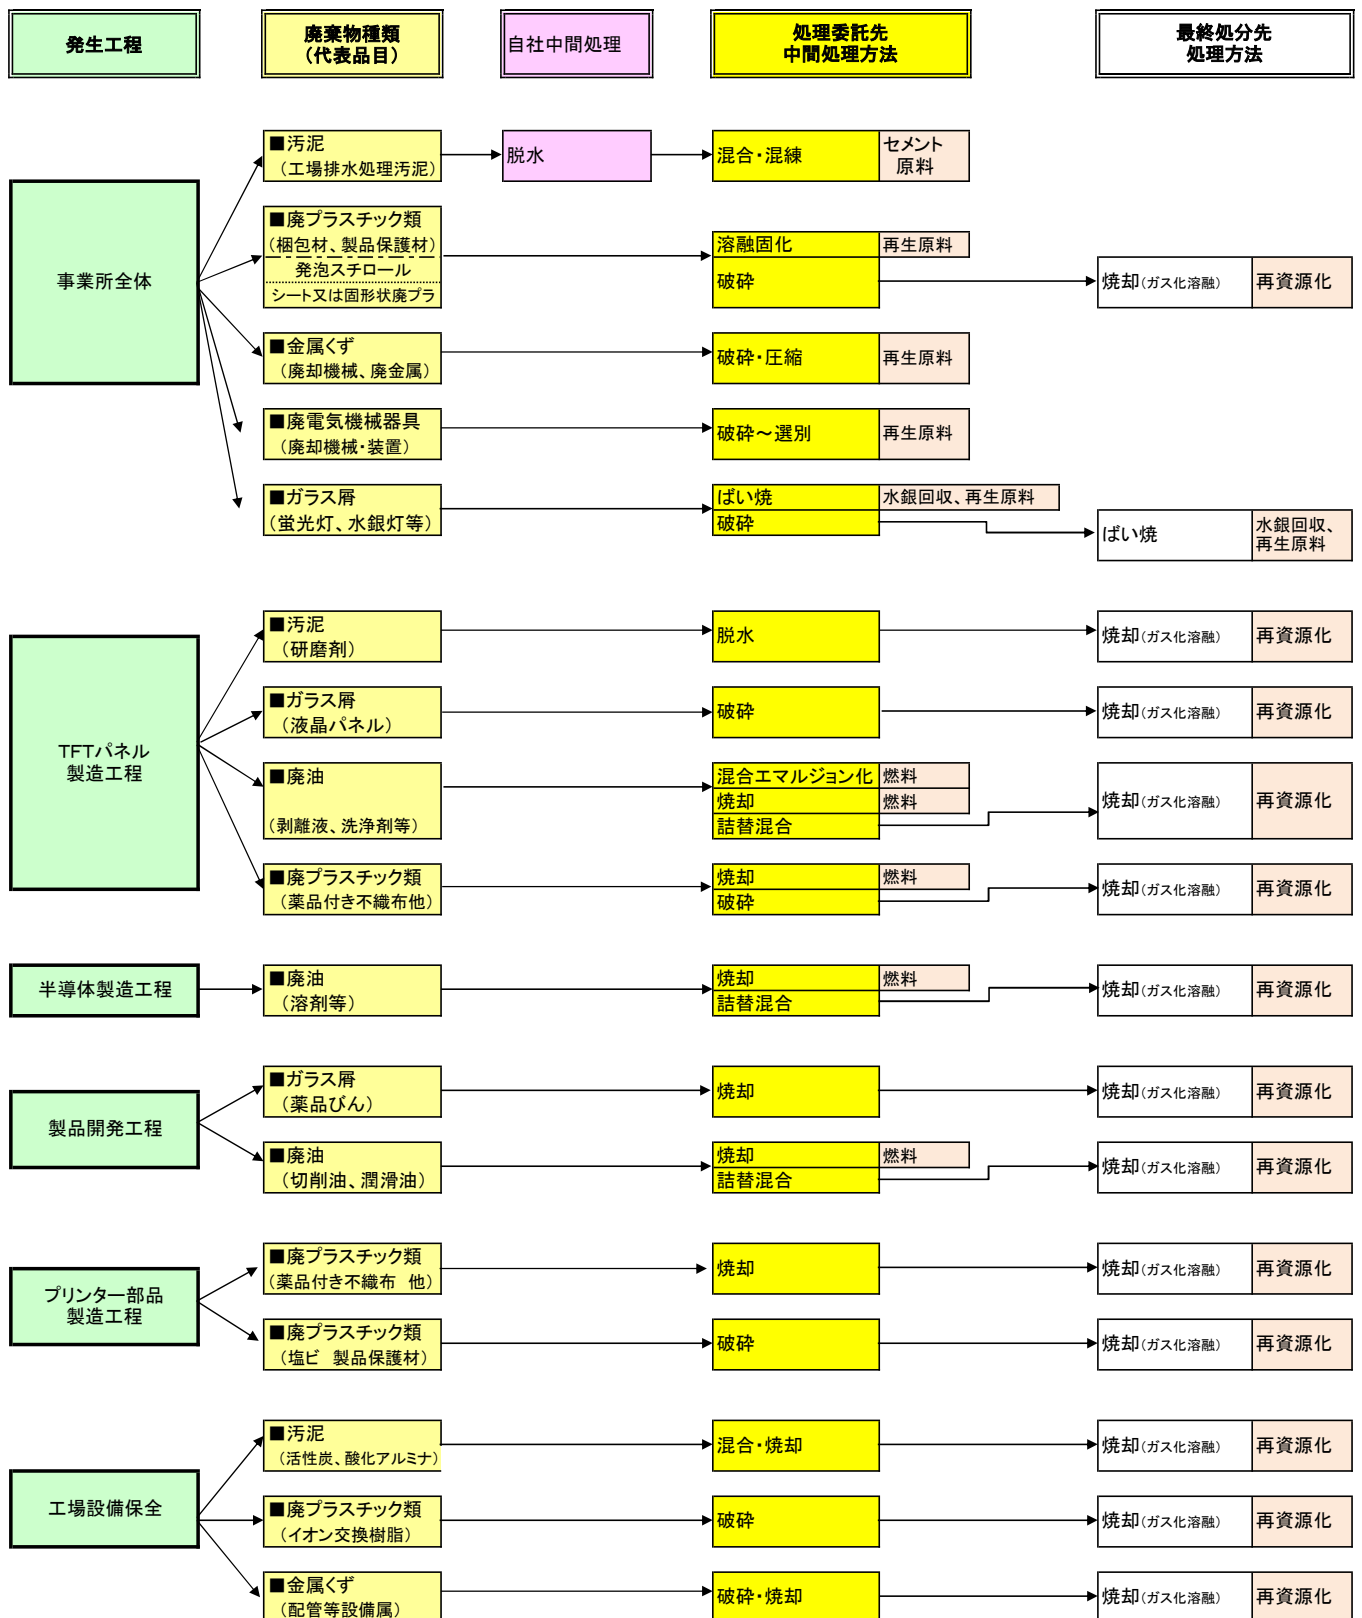 発生工程
廃棄物種類
(代表品目)
自社中間処理
処理委託先
中間処理方法
最終処分先
処理方法
事業所全体
■汚泥
(工場排水処理汚泥)
脱水
混合・混練
セメント
原料
■廃プラスチック類
(梱包材、製品保護材)
発泡スチロール
シート又は固形状廃プラ
溶融固化
再生原料
破砕
焼却(ガス化溶融)
再資源化
■金属くず
(廃却機械、廃金属)
破砕・圧縮
再生原料
■廃電気機械器具
(廃却機械・装置)
破砕～選別
再生原料
■ガラス屑
(蛍光灯、水銀灯等)
ばい焼
水銀回収、再生原料
破砕
ばい焼
水銀回収、
再生原料
TFTパネル
製造工程
■汚泥
(研磨剤)
脱水
焼却(ガス化溶融)
再資源化
■ガラス屑
(液晶パネル)
破砕
焼却(ガス化溶融)
再資源化
■廃油
(剥離液、洗浄剤等)
混合エマルジョン化
燃料
焼却
燃料
詰替混合
焼却(ガス化溶融)
再資源化
■廃プラスチック類
(薬品付き不織布他)
焼却
燃料
破砕
焼却(ガス化溶融)
再資源化
半導体製造工程
■廃油
(溶剤等)
焼却
燃料
詰替混合
焼却(ガス化溶融)
再資源化
製品開発工程
■ガラス屑
(薬品びん)
焼却
焼却(ガス化溶融)
再資源化
■廃油
(切削油、潤滑油)
焼却
燃料
詰替混合
焼却(ガス化溶融)
再資源化
プリンター部品
製造工程
■廃プラスチック類
(薬品付き不織布 他)
焼却
焼却(ガス化溶融)
再資源化
■廃プラスチック類
(塩ビ 製品保護材)
破砕
焼却(ガス化溶融)
再資源化
工場設備保全
■汚泥
(活性炭、酸化アルミナ)
混合・焼却
焼却(ガス化溶融)
再資源化
■廃プラスチック類
(イオン交換樹脂)
破砕
焼却(ガス化溶融)
再資源化
■金属くず
(配管等設備属)
破砕・焼却
焼却(ガス化溶融)
再資源化